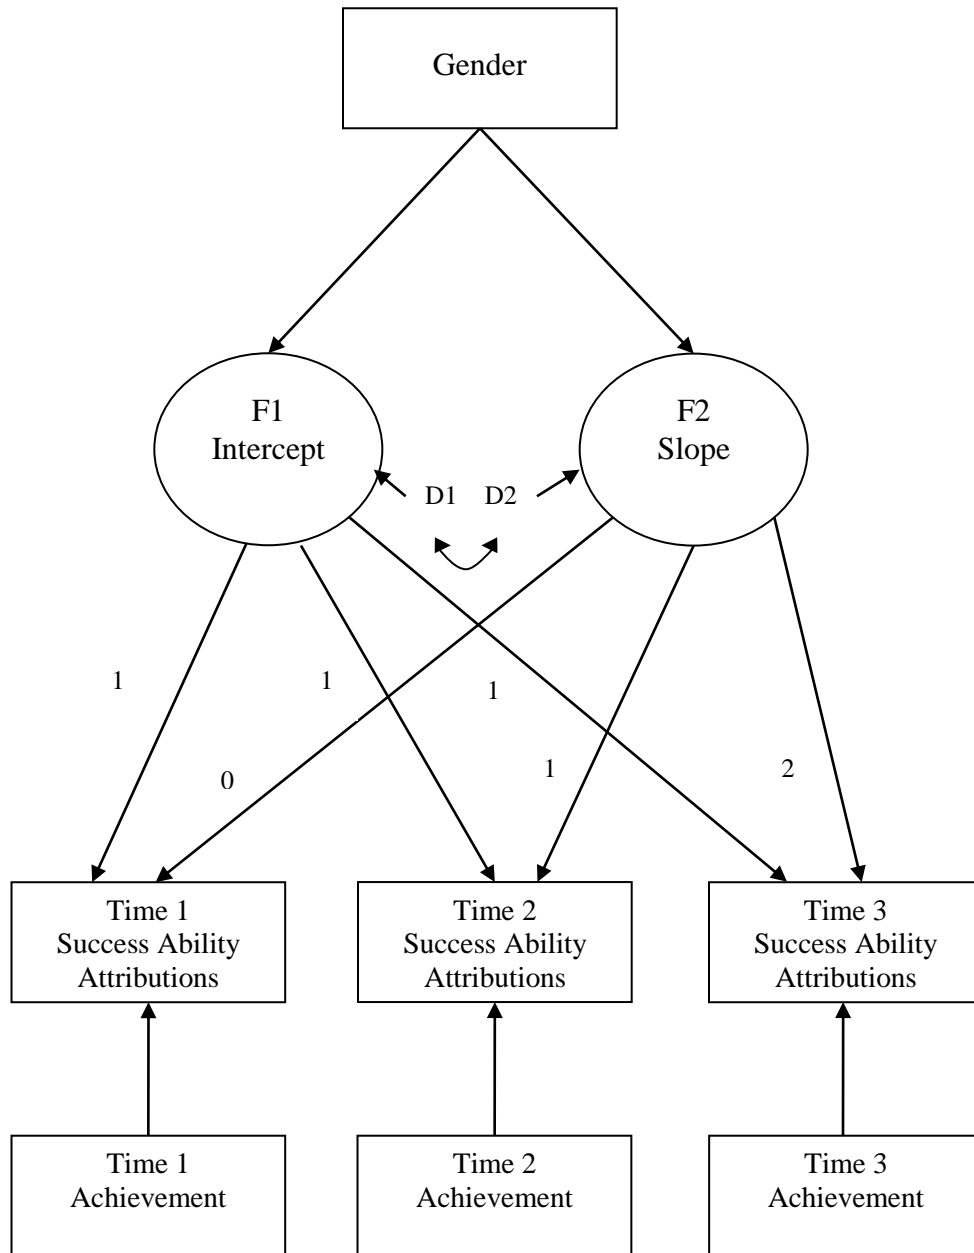 Gender
F1
Intercept
F2
Slope
D1 D2
1
1
1
0
1
2
Time 1
Success Ability
Attributions
Time 2
Success Ability
Attributions
Time 3
Success Ability
Attributions
Time 1
Achievement
Time 2
Achievement
Time 3
Achievement